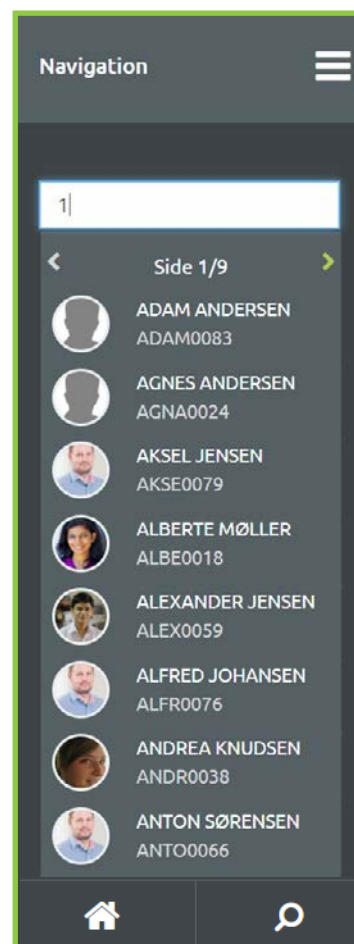 Navigation
1
Side 1/9
ADAM ANDERSEN
ADAM0083
AGNES ANDERSEN
AGNA0024
AKSEL JENSEN
AKSE0079
ALBERTE MØLLER
ALBE0018
ALEXANDER JENSEN
ALEX0059
ALFRED JOHANSEN
ALFR0076
ANDREA KNUDSEN
ANDR0038
ANTON SØRENSEN
ANTO0066